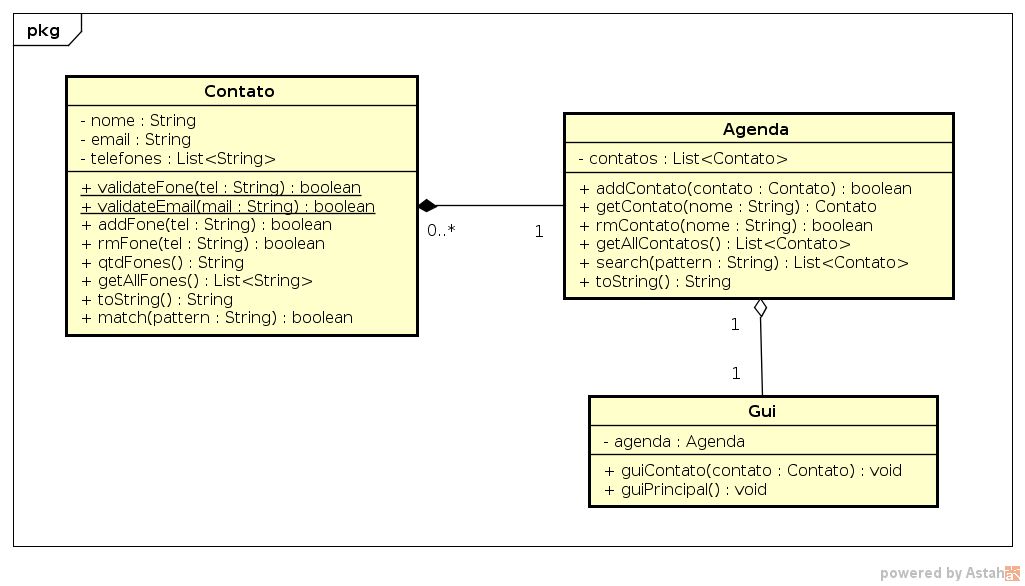 pkg
Contato
- nome : String
- email : String
- telefones : List<String>
+ validateFone(tel : String) : boolean
+ validateEmail(mail : String) : boolean
+ addFone(tel : String) : boolean
+ rmFone(tel : String) : boolean
+ qtdFones() : String
+ getAllFones() : List<String>
+ toString() : String
+ match(pattern : String) : boolean
0..*
1
Agenda
- contatos : List<Contato>
+ addContato(contato : Contato) : boolean
+ getContato(nome : String) : Contato
+ rmContato(nome : String) : boolean
+ getAllContatos() : List<Contato>
+ search(pattern : String) : List<Contato>
+ toString() : String
1
1
Gui
- agenda : Agenda
+ guiContato(contato : Contato) : void
+ guiPrincipal() : void
powered by Astah